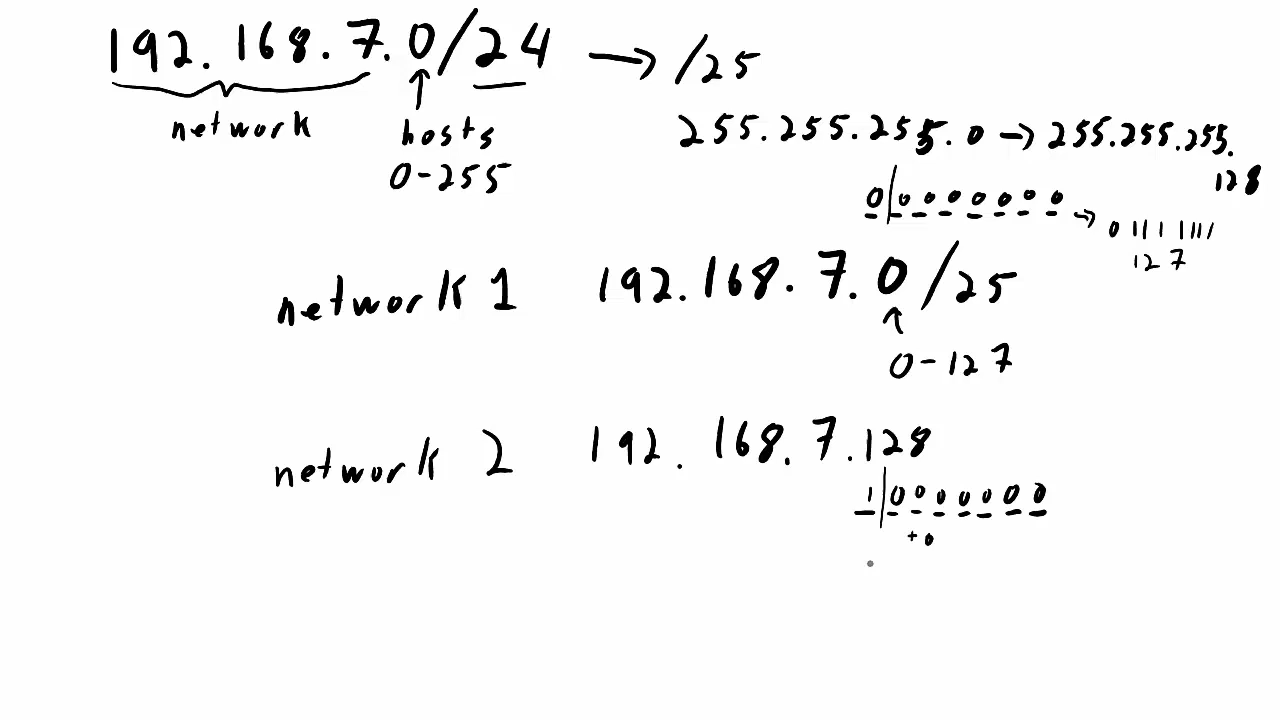 192.168.7.0/24 → /25
network hosts
0-255
255.255.255.0 → 255.255.255.
128
0|0000000 → 01111111
127
network 1 192.168.7.0/25
↑
0-127
network 2 192.168.7.128
1|0000000
+0